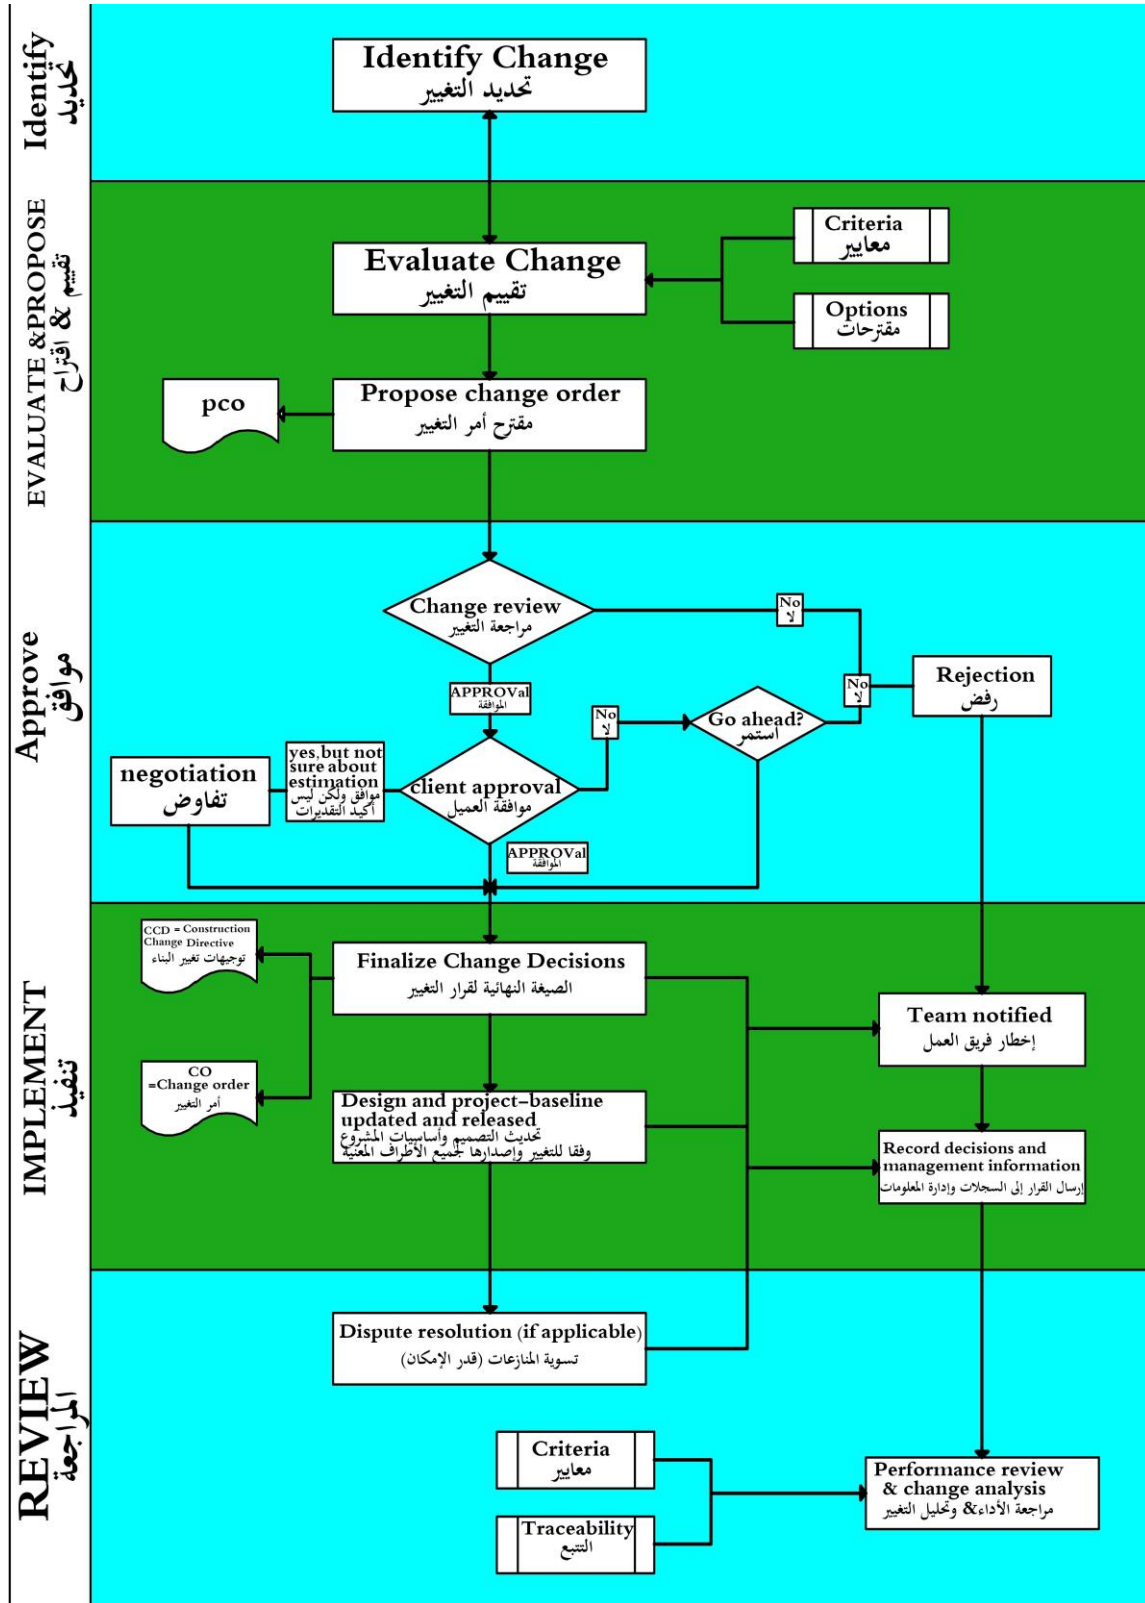 Identify
تحديد
Identify Change
تحديد التغيير
EVALUATE &PROPOSE
تقييم & اقتراح
Criteria
معايير
Evaluate Change
تقييم التغيير
Options
مقترحات
pco
Propose change order
مقترح أمر التغيير
Approve
موافق
Change review
مراجعة التغيير
No
لا
APPROVal
الموافقة
Rejection
رفض
No
لا
Go ahead?
استمر
No
لا
negotiation
تفاوض
yes,but not
sure about
estimation
موافق ولكن ليس
أكيد التقديرات
client approval
موافقة العميل
APPROVal
الموافقة
IMPLEMENT
تنفيذ
CCD = Construction
Change Directive
توجيهات تغيير البناء
Finalize Change Decisions
الصيغة النهائية لقرار التغيير
Team notified
إخطار فريق العمل
CO
=Change order
أمر التغيير
Design and project-baseline
updated and released
تحديث التصميم وأساسيات المشروع
وفقا للتغيير وإصدارها لجميع الأطراف المعنية
Record decisions and
management information
إرسال القرار إلى السجلات وإدارة المعلومات
REVIEW
المراجعة
Dispute resolution (if applicable)
تسوية المنازعات (قدر الإمكان)
Criteria
معايير
Traceability
التتبع
Performance review
& change analysis
مراجعة الأداء& وتحليل التغيير